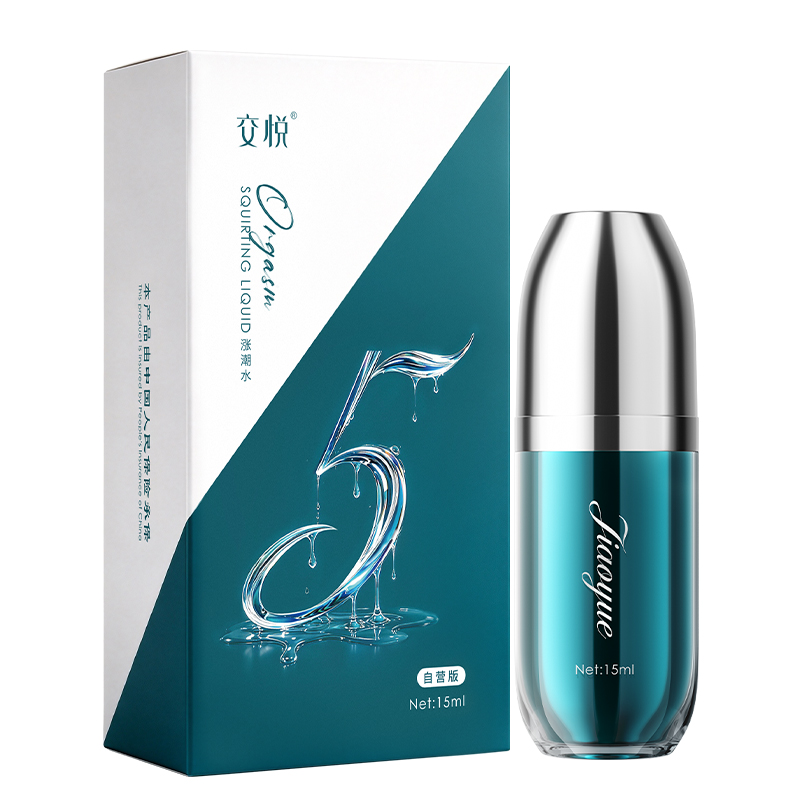 交悦®
Orgasm
SQUIRTING LIQUID 涨潮水
本产品由中国人民保险承保
This product is insured by People's Insurance of China
5
自营版
Net:15ml
Jiaoyue
Net:15ml